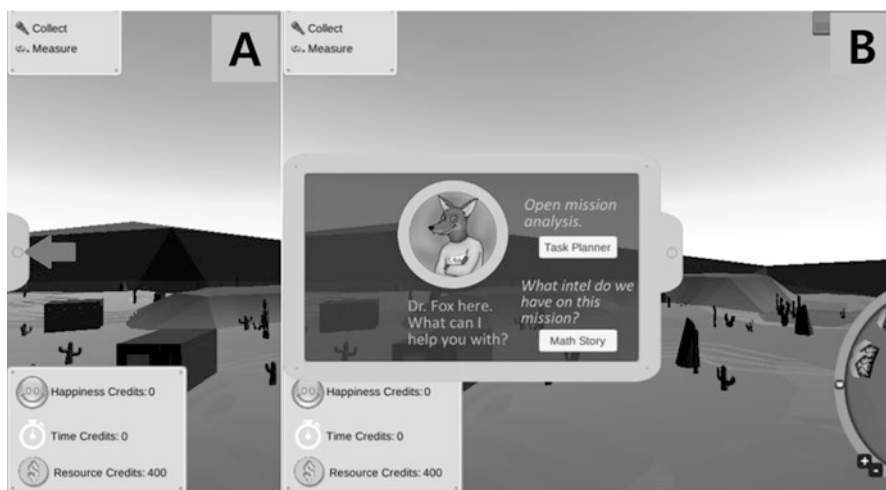 Collect
Measure
A
Happiness Credits: 0
Time Credits: 0
Resource Credits: 400
Collect
Measure
B
Dr. Fox here.
What can I
help you with?
Open mission
analysis.
Task Planner
What intel do we
have on this
mission?
Math Story
Happiness Credits: 0
Time Credits: 0
Resource Credits: 400